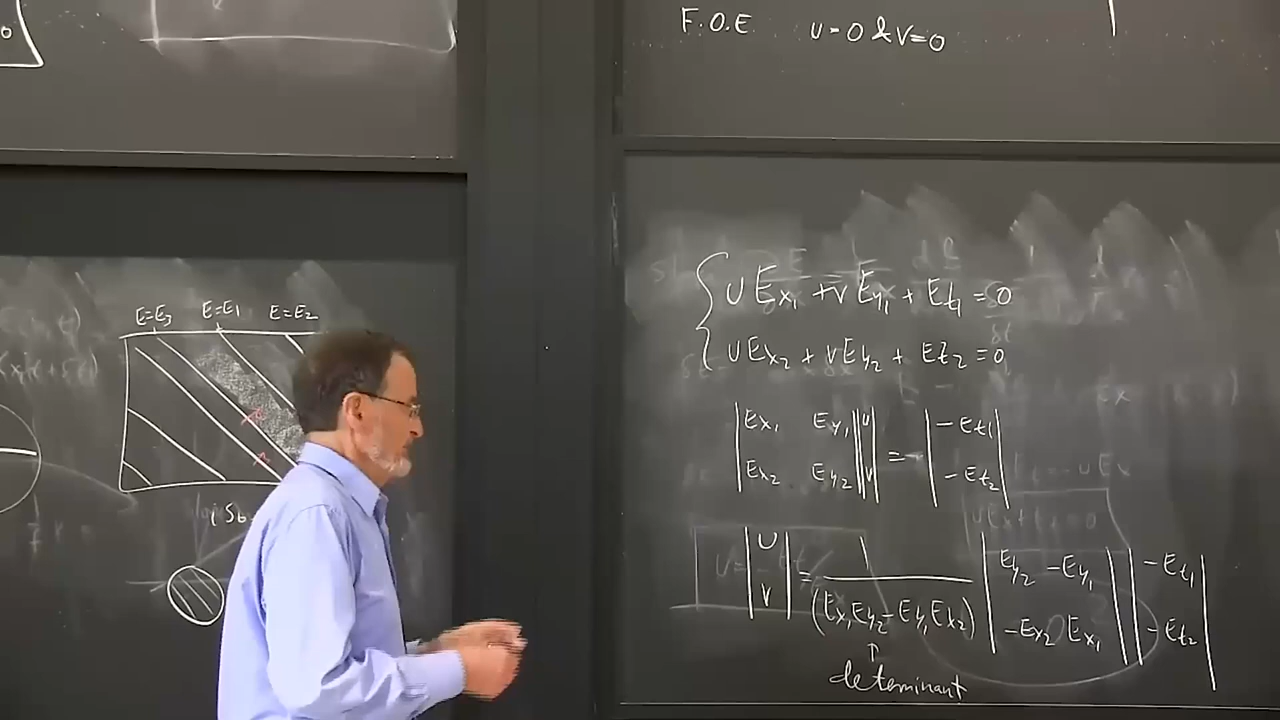 F.O.E u=0 & v=0
E=E3 E=E1 E=E2
uEx1 + vEy1 + Et1 = 0
uEx2 + vEy2 + Et2 = 0
Ex1 Ey1 u = -Et1
Ex2 Ey2 v -Et2
u = 1 Ey2 -Ey1 -Et1
v (Ex1Ey2 - Ey1Ex2) -Ex2 Ex1 -Et2
determinant